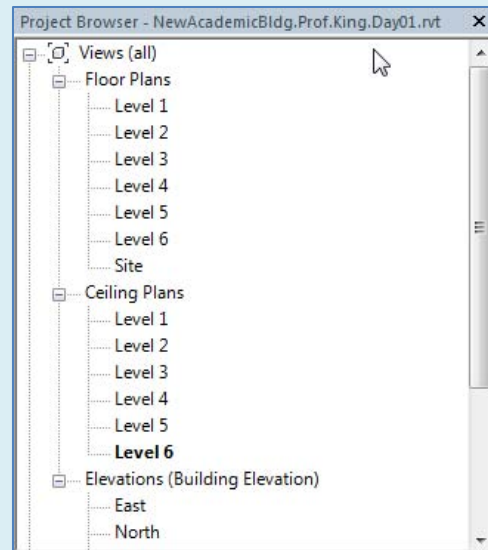 Project Browser - NewAcademicBldg.Prof.King.Day01.rvt
Views (all)
Floor Plans
Level 1
Level 2
Level 3
Level 4
Level 5
Level 6
Site
Ceiling Plans
Level 1
Level 2
Level 3
Level 4
Level 5
Level 6
Elevations (Building Elevation)
East
North